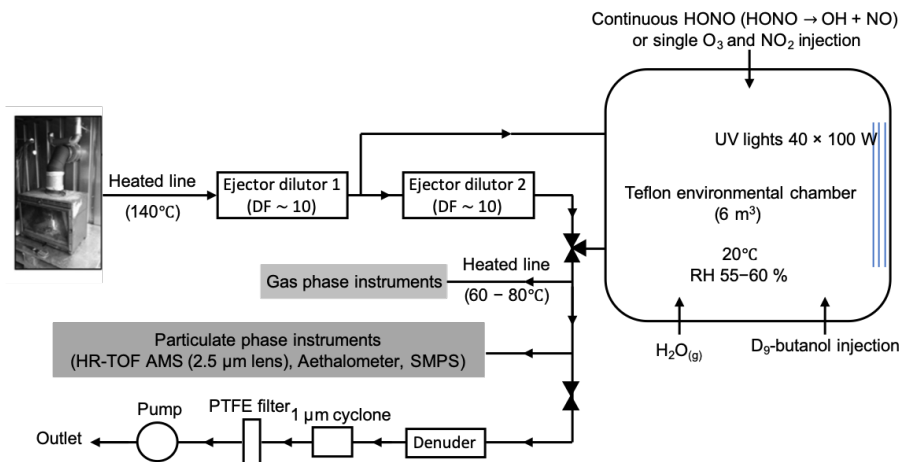 Continuous HONO (HONO → OH + NO)
or single O₃ and NO₂ injection
UV lights 40 × 100 W
Heated line
(140°C)
Ejector dilutor 1
(DF ~ 10)
Ejector dilutor 2
(DF ~ 10)
Teflon environmental chamber
(6 m³)
20°C
RH 55−60 %
Gas phase instruments
Heated line
(60 − 80°C)
Particulate phase instruments
(HR-TOF AMS (2.5 µm lens), Aethalometer, SMPS)
H₂O₍g₎
D₉-butanol injection
Outlet
Pump
PTFE filter
1 µm cyclone
Denuder